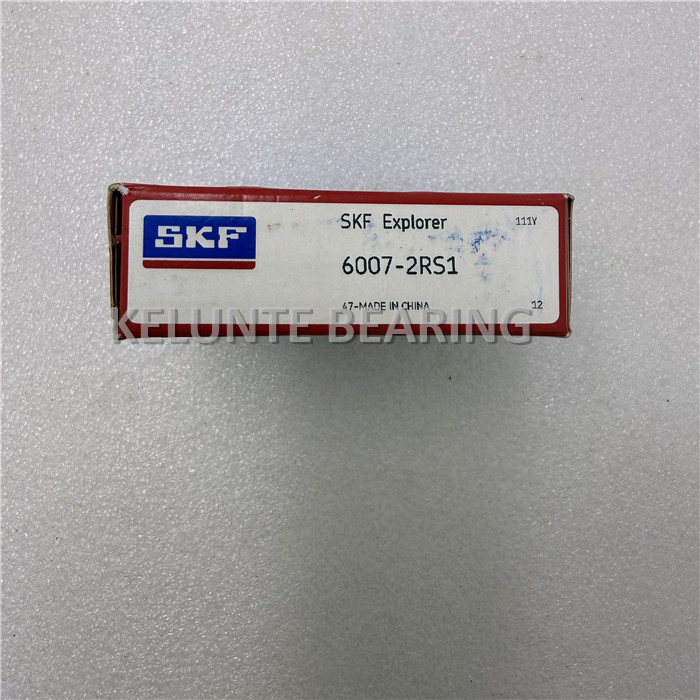 SKF
SKF Explorer
111Y
6007-2RS1
47-MADE IN CHINA
12
KELUNTE BEARING